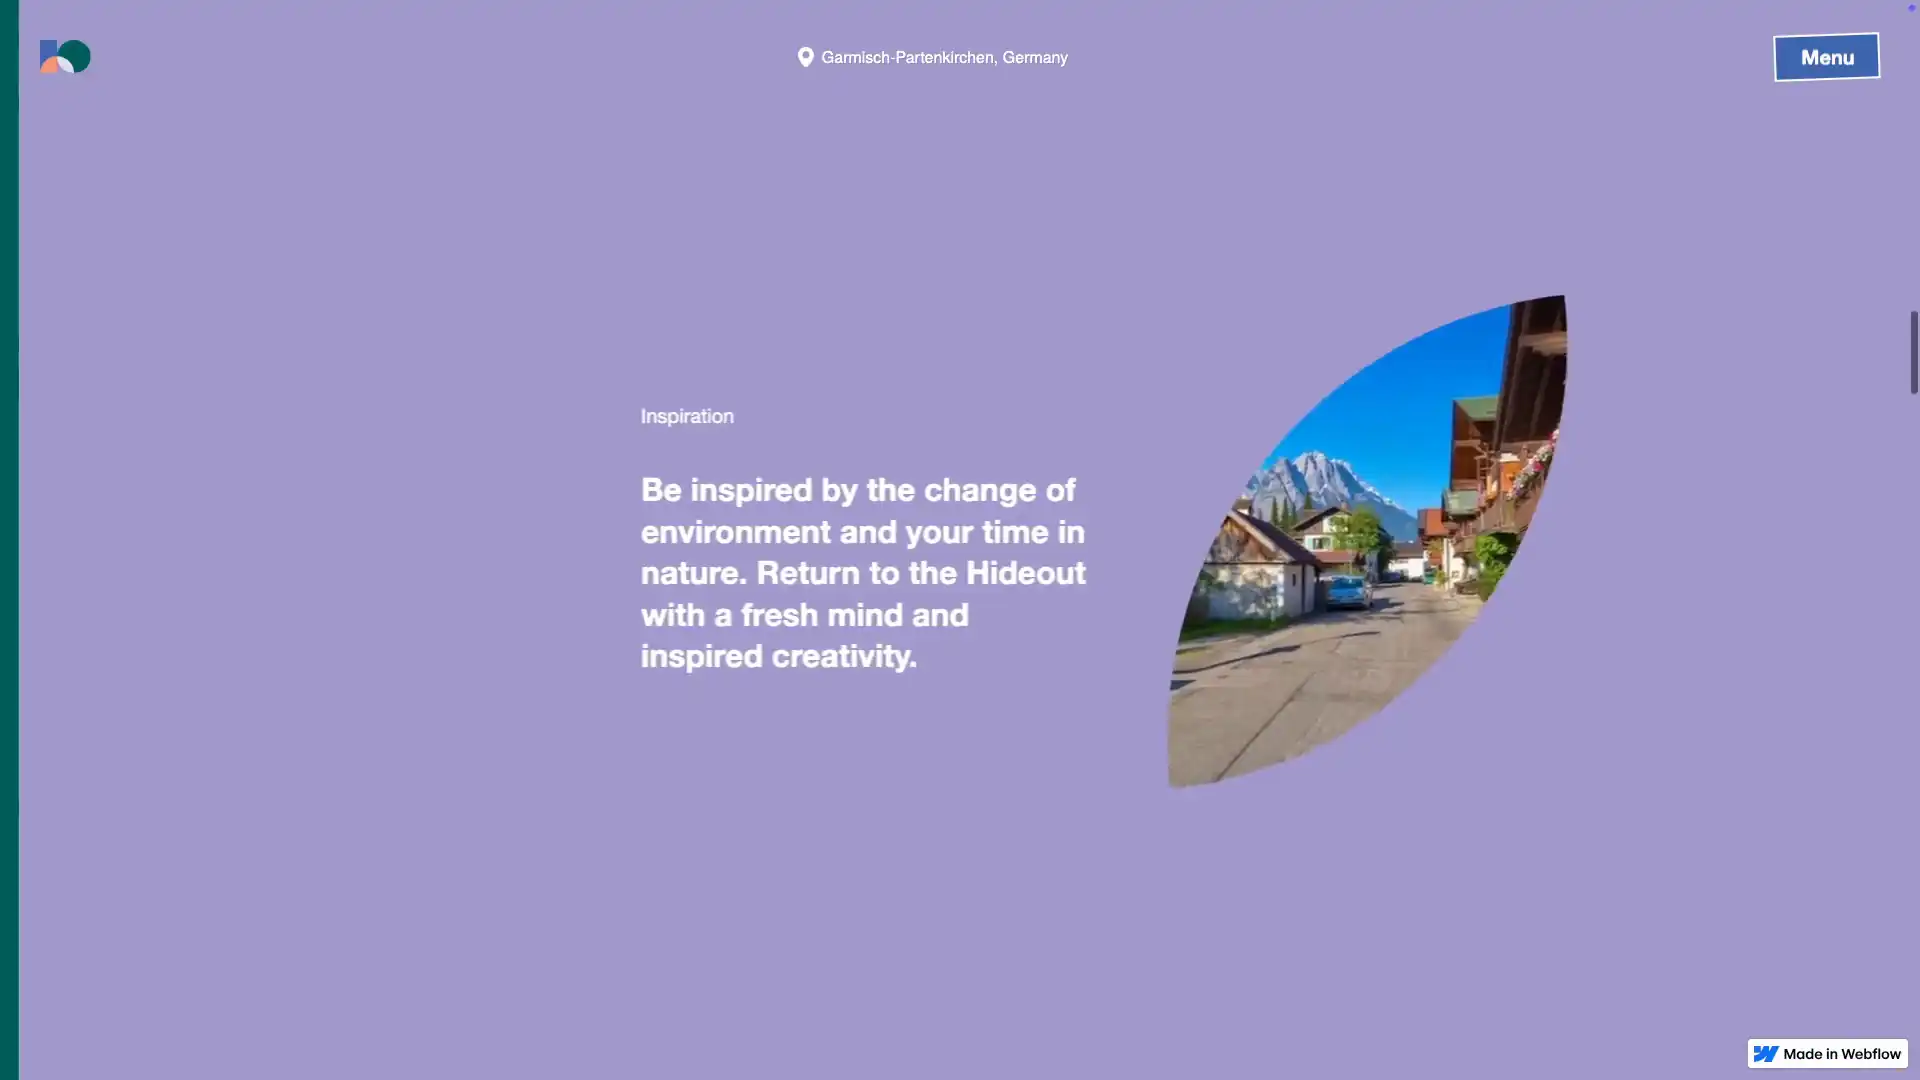 Garmisch-Partenkirchen, Germany
Menu
Inspiration
Be inspired by the change of
environment and your time in
nature. Return to the Hideout
with a fresh mind and
inspired creativity.
Made in Webflow